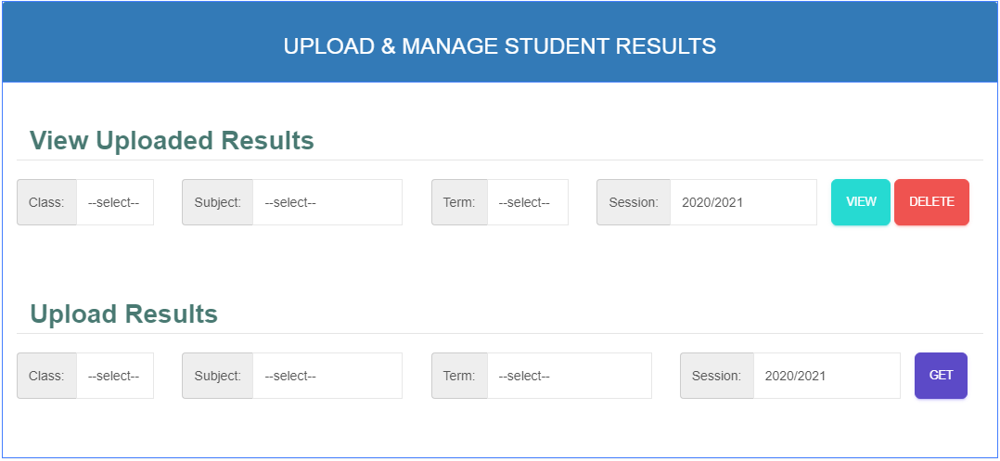 UPLOAD & MANAGE STUDENT RESULTS
View Uploaded Results
Class: --select-- Subject: --select-- Term: --select-- Session: 2020/2021 VIEW DELETE
Upload Results
Class: --select-- Subject: --select-- Term: --select-- Session: 2020/2021 GET